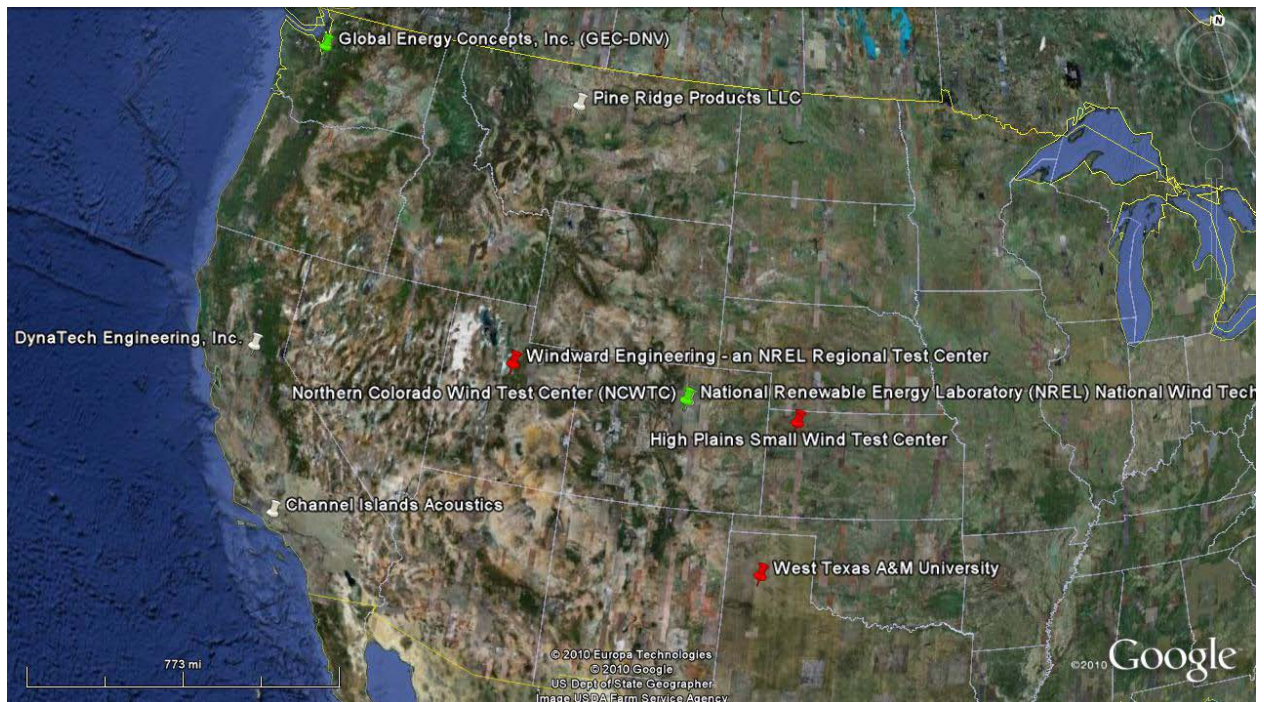 N
Global Energy Concepts, Inc. (GEC-DNV)
Pine Ridge Products LLC
DynaTech Engineering, Inc.
Windward Engineering - an NREL Regional Test Center
Northern Colorado Wind Test Center (NCWTC)
National Renewable Energy Laboratory (NREL) National Wind Tech
High Plains Small Wind Test Center
Channel Islands Acoustics
West Texas A&M University
773 mi
© 2010 Europa Technologies
© 2010 Google
US Dept of State Geographer
Image USDA Farm Service Agency
©2010 Google